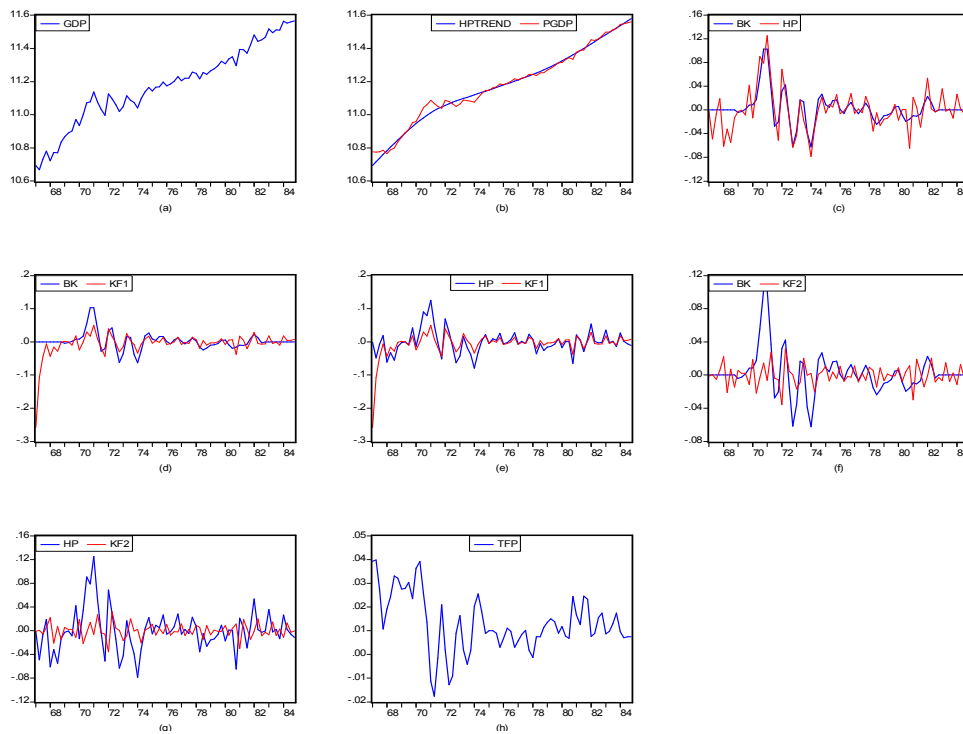 GDP
11.6
11.4
11.2
11.0
10.8
10.6
68 70 72 74 76 78 80 82 84
(a)
HPTREND PGDP
11.6
11.4
11.2
11.0
10.8
10.6
68 70 72 74 76 78 80 82 84
(b)
BK HP
.16
.12
.08
.04
.00
-.04
-.08
-.12
68 70 72 74 76 78 80 82 84
(c)
BK KF1
.2
.1
.0
-.1
-.2
-.3
68 70 72 74 76 78 80 82 84
(d)
HP KF1
.2
.1
.0
-.1
-.2
-.3
68 70 72 74 76 78 80 82 84
(e)
BK KF2
.12
.08
.04
.00
-.04
-.08
68 70 72 74 76 78 80 82 84
(f)
HP KF2
.16
.12
.08
.04
.00
-.04
-.08
-.12
68 70 72 74 76 78 80 82 84
(g)
TFP
.05
.04
.03
.02
.01
.00
-.01
-.02
68 70 72 74 76 78 80 82 84
(h)